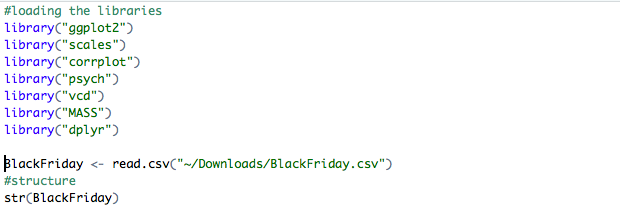 #loading the libraries
library("ggplot2")
library("scales")
library("corrplot")
library("psych")
library("vcd")
library("MASS")
library("dplyr")
BlackFriday <- read.csv("~/Downloads/BlackFriday.csv")
#structure
str(BlackFriday)